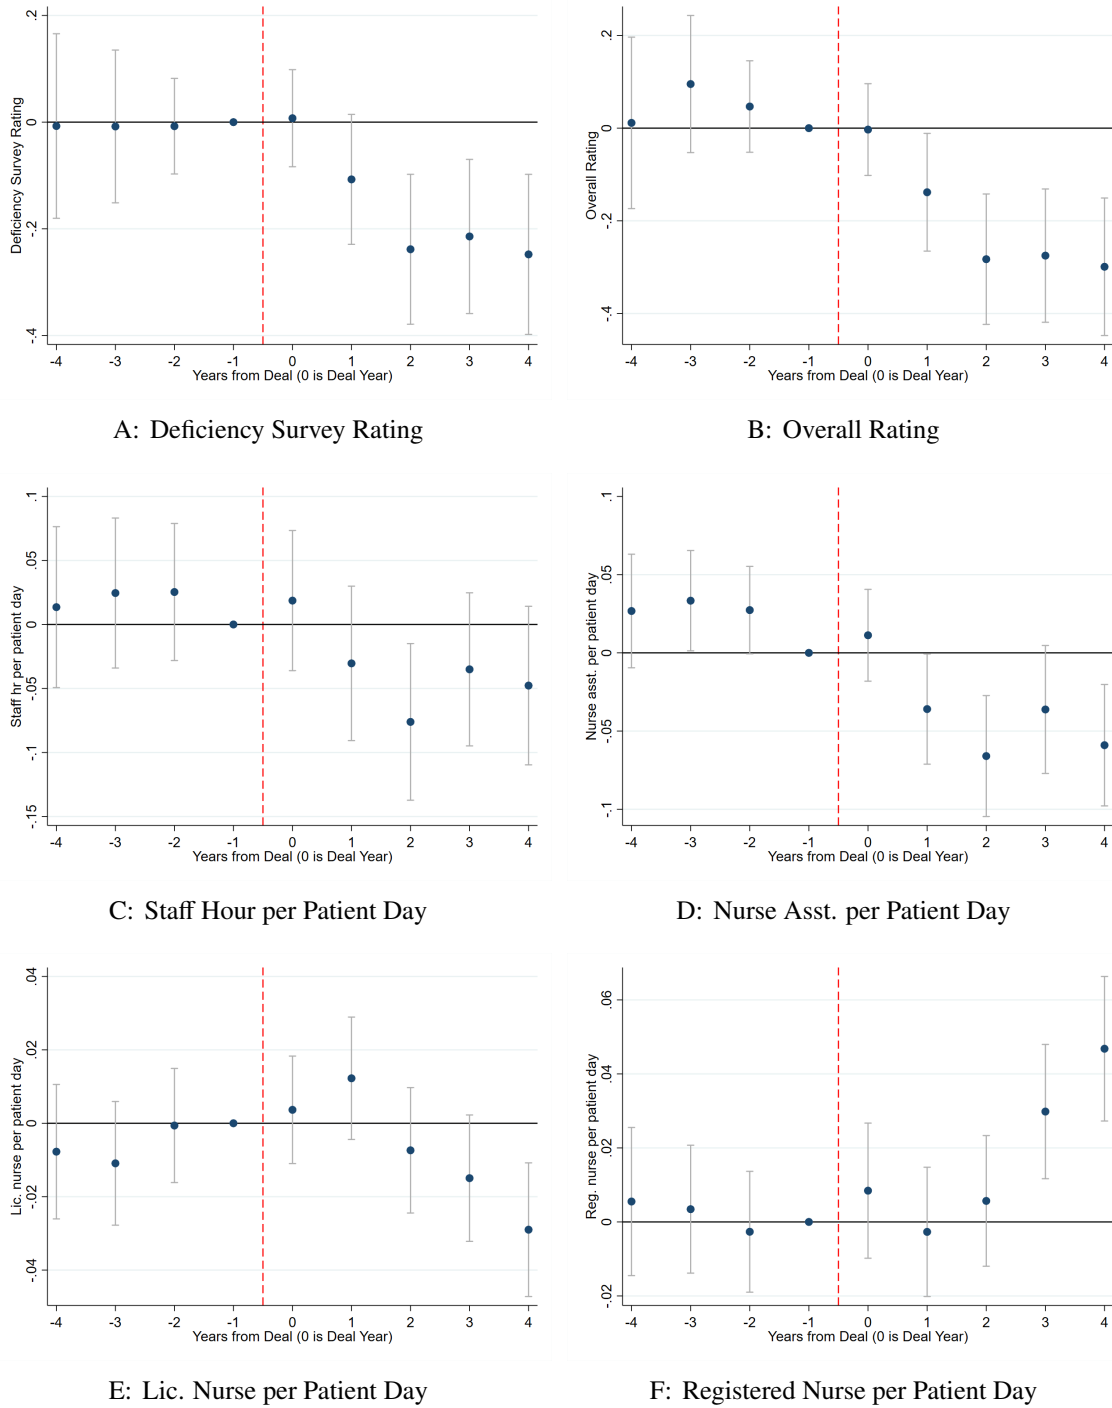 .2
0
-.2
-.4
Deficiency Survey Rating
-4 -3 -2 -1 0 1 2 3 4
Years from Deal (0 is Deal Year)
A: Deficiency Survey Rating
.2
0
-.2
-.4
Overall Rating
-4 -3 -2 -1 0 1 2 3 4
Years from Deal (0 is Deal Year)
B: Overall Rating
.1
.05
0
-.05
-.1
-.15
Staff hr per patient day
-4 -3 -2 -1 0 1 2 3 4
Years from Deal (0 is Deal Year)
C: Staff Hour per Patient Day
.1
.05
0
-.05
-.1
Nurse asst. per patient day
-4 -3 -2 -1 0 1 2 3 4
Years from Deal (0 is Deal Year)
D: Nurse Asst. per Patient Day
.04
.02
0
-.02
-.04
Lic. nurse per patient day
-4 -3 -2 -1 0 1 2 3 4
Years from Deal (0 is Deal Year)
E: Lic. Nurse per Patient Day
.06
.04
.02
0
-.02
Reg. nurse per patient day
-4 -3 -2 -1 0 1 2 3 4
Years from Deal (0 is Deal Year)
F: Registered Nurse per Patient Day